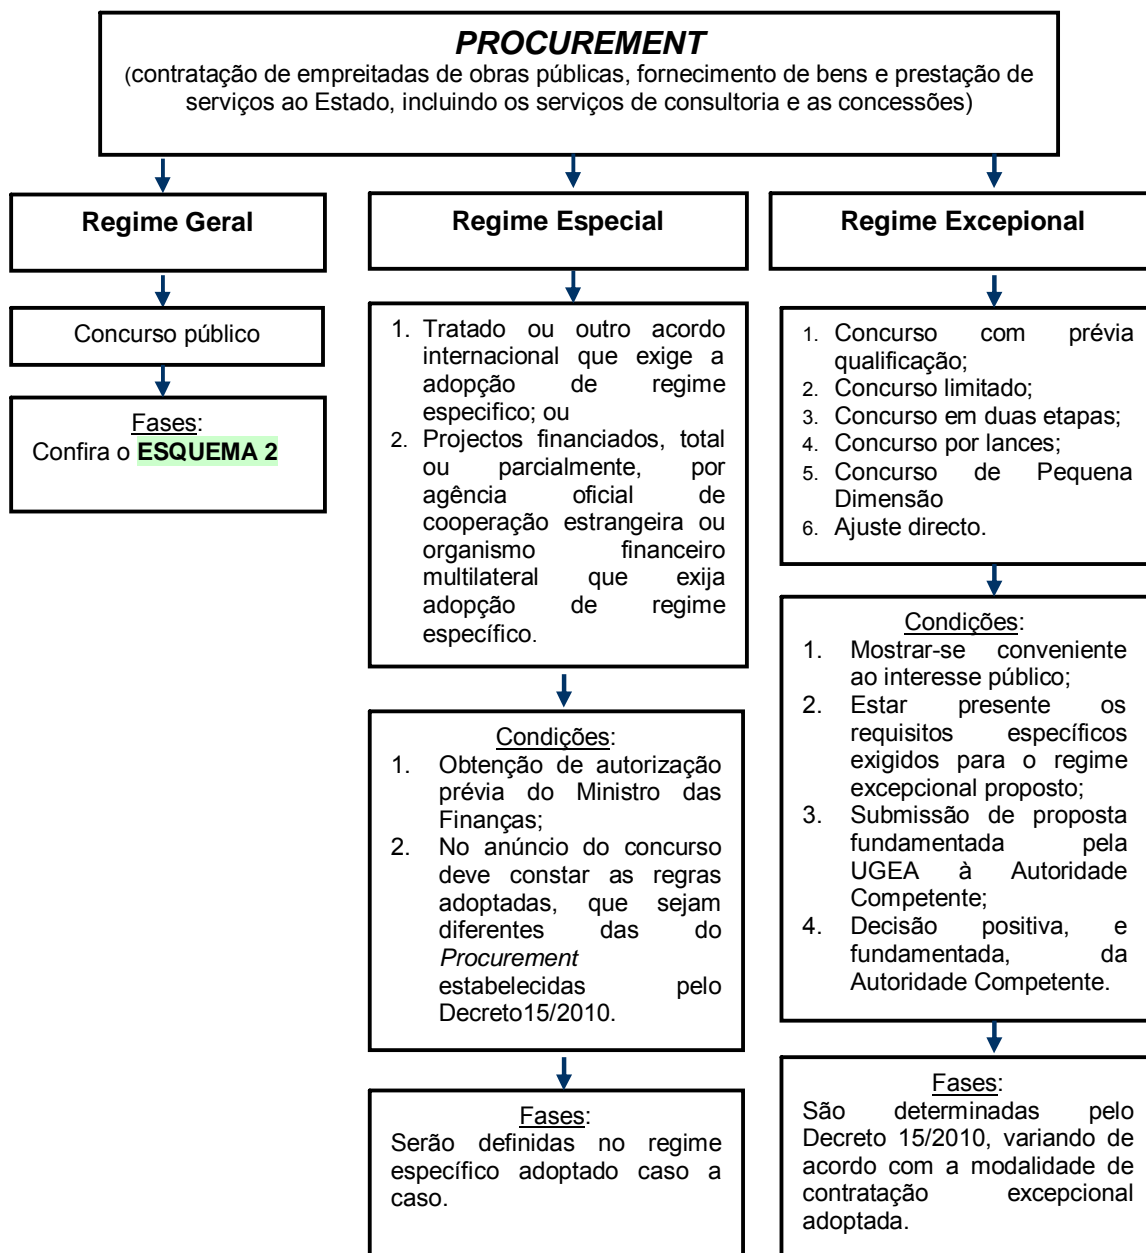 PROCUREMENT
(contratação de empreitadas de obras públicas, fornecimento de bens e prestação de
serviços ao Estado, incluindo os serviços de consultoria e as concessões)
Regime Geral
Concurso público
Fases:
Confira o ESQUEMA 2
Regime Especial
1. Tratado ou outro acordo
internacional que exige a
adopção de regime
especifico; ou
2. Projectos financiados, total
ou parcialmente, por
agência oficial de
cooperação estrangeira ou
organismo financeiro
multilateral que exija
adopção de regime
específico.
Condições:
1. Obtenção de autorização
prévia do Ministro das
Finanças;
2. No anúncio do concurso
deve constar as regras
adoptadas, que sejam
diferentes das do
Procurement
estabelecidas pelo
Decreto15/2010.
Fases:
Serão definidas no regime
específico adoptado caso a
caso.
Regime Excepional
1. Concurso com prévia
qualificação;
2. Concurso limitado;
3. Concurso em duas etapas;
4. Concurso por lances;
5. Concurso de Pequena
Dimensão
6. Ajuste directo.
Condições:
1. Mostrar-se conveniente
ao interesse público;
2. Estar presente os
requisitos específicos
exigidos para o regime
excepcional proposto;
3. Submissão de proposta
fundamentada pela
UGEA à Autoridade
Competente;
4. Decisão positiva, e
fundamentada, da
Autoridade Competente.
Fases:
São determinadas pelo
Decreto 15/2010, variando de
acordo com a modalidade de
contratação excepcional
adoptada.